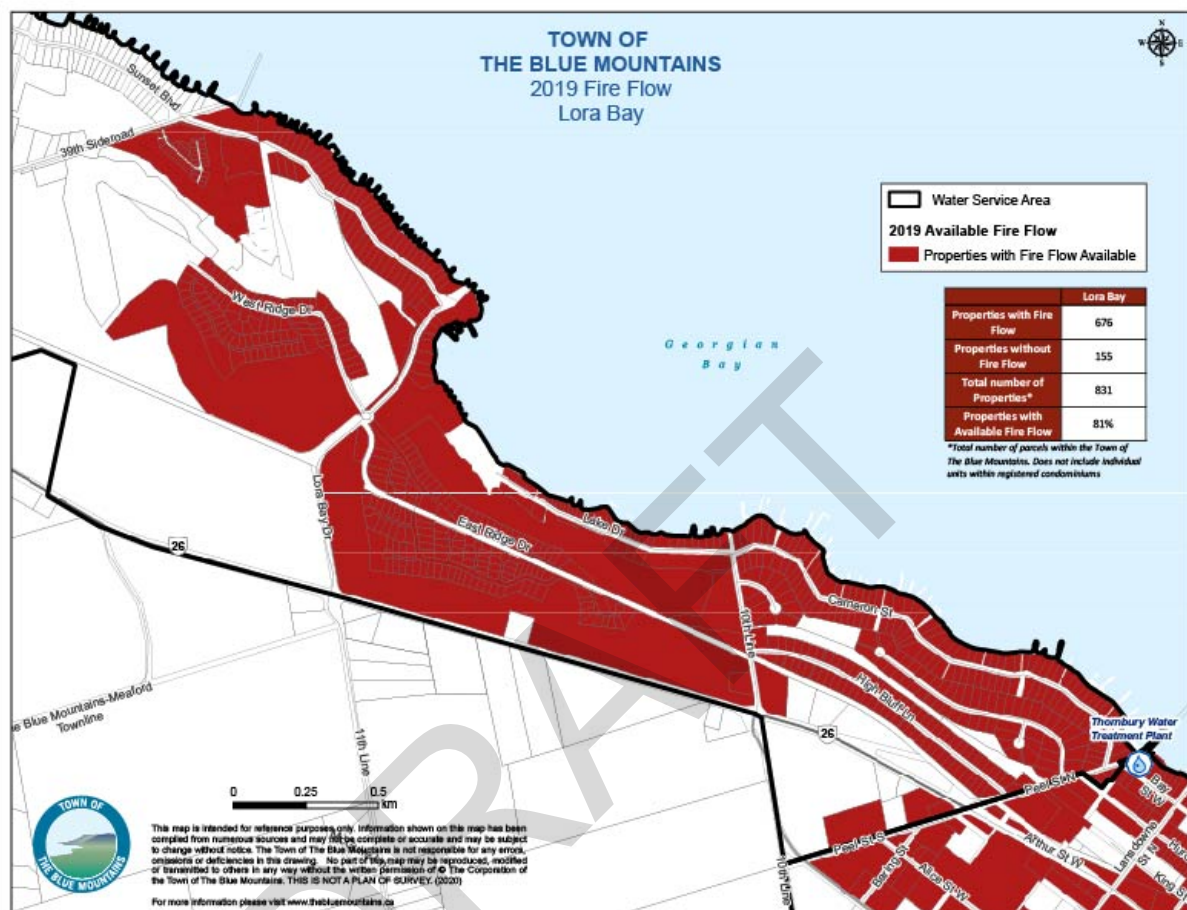 TOWN OF
THE BLUE MOUNTAINS
2019 Fire Flow
Lora Bay
N
W
E
S
Sunset Blvd
39th Sideroad
Water Service Area
2019 Available Fire Flow
Properties with Fire Flow Available
Lora Bay
Properties with Fire
Flow
676
Properties without
Fire Flow
155
Total number of
Properties*
831
Properties with
Available Fire Flow
81%
*Total number of parcels within the Town of
The Blue Mountains. Does not include individual
units within registered condominiums
Georgian
Bay
West Ridge Dr
Lora Bay Dr
26
East Ridge Dr
Lake Dr
10th Line
Cameron St
High Bluff Ln
26
Thornbury Water
Treatment Plant
Peel St N
Bay
St W
Peel St S
Arthur St W
Lansdowne
St N
King St
Baring St
Alice St W
10th Line
11th Line
e Blue Mountains-Meaford
Townline
0 0.25 0.5
km
TOWN OF
THE BLUE MOUNTAINS
This map is intended for reference purposes only. Information shown on this map has been
compiled from numerous sources and may not be complete or accurate and may be subject
to change without notice. The Town of The Blue Mountains is not responsible for any errors,
omissions or deficiencies in this drawing. No part of this map may be reproduced, modified
or transmitted to others in any way without the written permission of © The Corporation of
the Town of The Blue Mountains. THIS IS NOT A PLAN OF SURVEY. (2020)
For more information please visit www.thebluemountains.ca
DRAFT